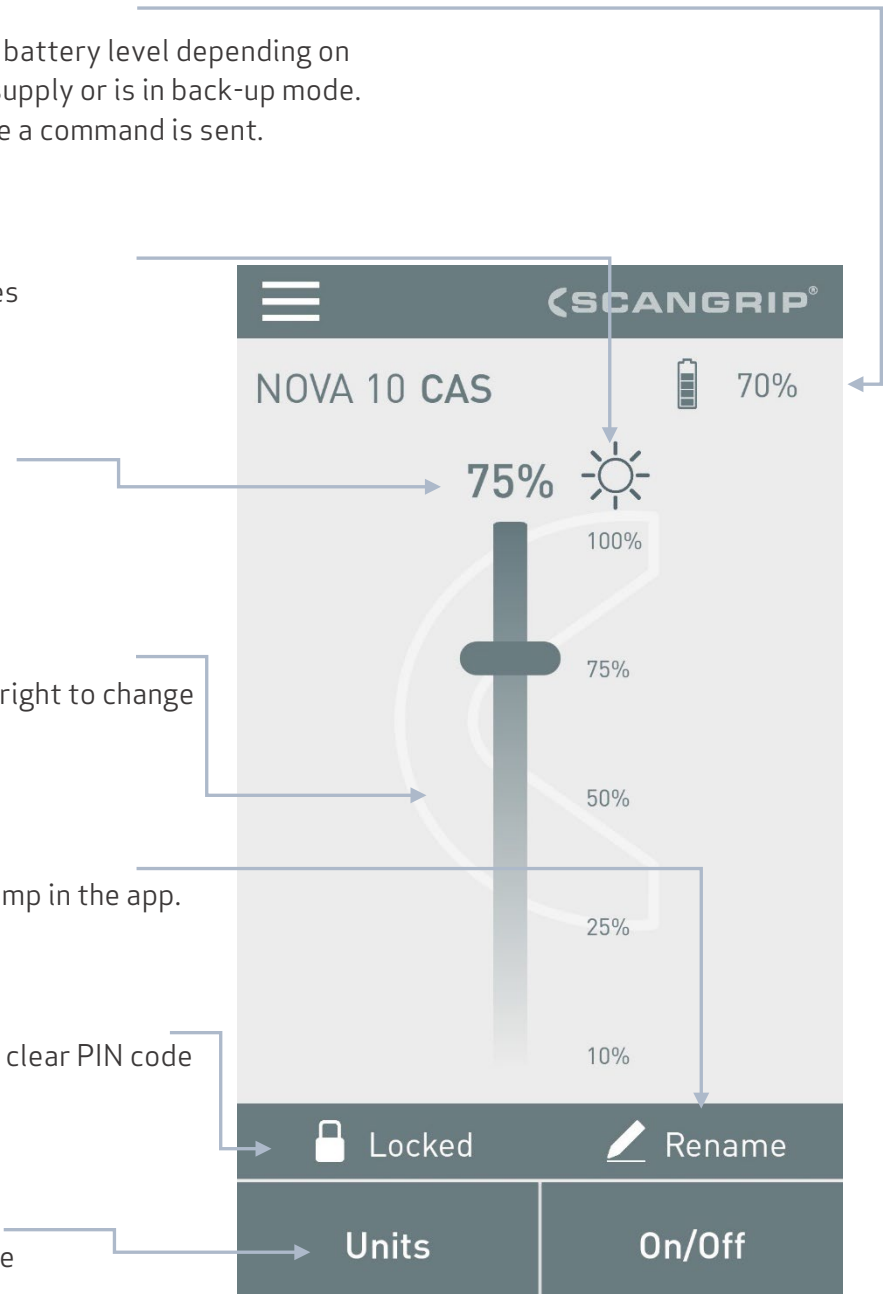 battery level depending on
supply or is in back-up mode.
e a command is sent.
es
SCANGRIP®
NOVA 10 CAS
70%
75%
100%
right to change
75%
50%
mp in the app.
25%
clear PIN code
10%
Locked
Rename
e
Units
On/Off